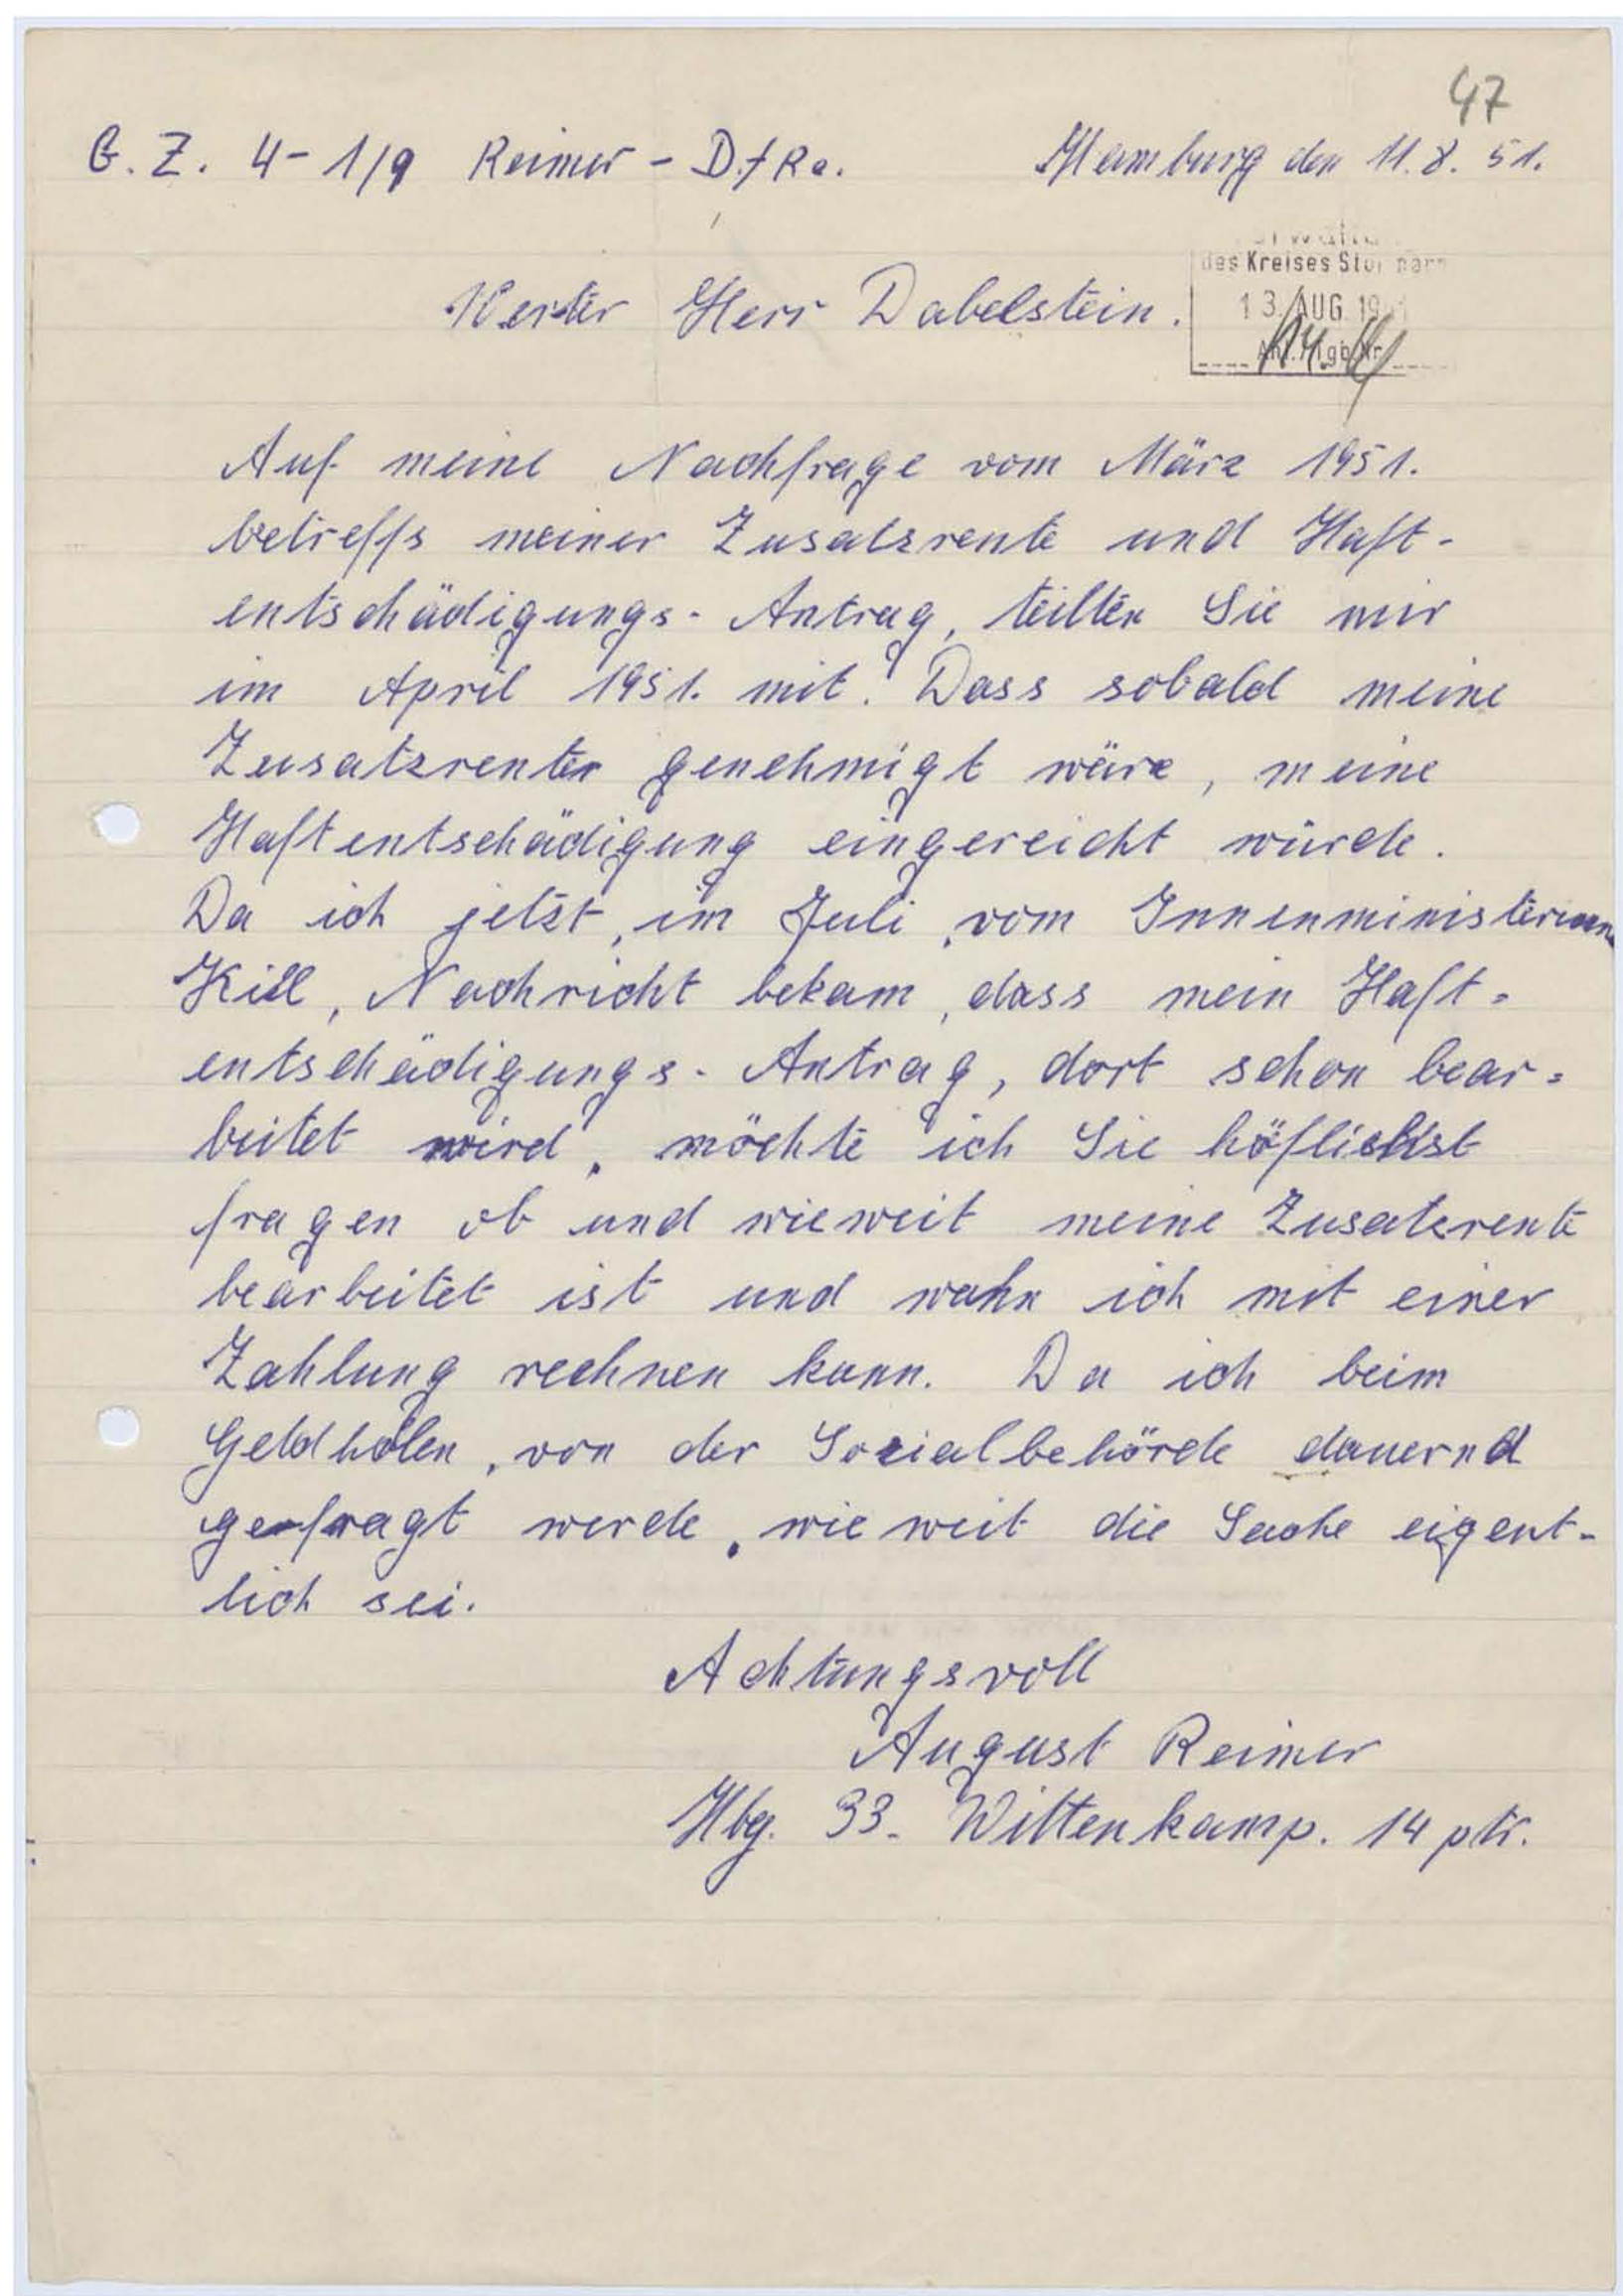 47
G. Z. 4-1/9 Reimer - D./Re. Hamburg den 11. 8. 51.
des Kreises Stormarn
Werter Herr Dabelstein.
13. AUG. 1951
Auf meine Nachfrage vom März 1951.
betreffs meiner Zusatzrente und Haft-
entschädigungs- Antrag, teilten Sie mir
im April 1951. mit! Dass sobald meine
Zusatzrente genehmigt wäre, meine
Haftentschädigung eingereicht würde.
Da ich jetzt, im Juli, vom Innenministerium
Kiel, Nachricht bekam, dass mein Haft=
entschädigungs- Antrag, dort schon bear=
beitet wird, möchte ich Sie höflichst
fragen ob und wieweit meine Zusatzrente
bearbeitet ist und wahn ich mit einer
Zahlung rechnen kann. Da ich beim
Geldholen, von der Sozialbehörde dauernd
gefragt werde, wie weit die Sache eigent-
lich sei.
Achtungsvoll
August Reimer
Hbg. 33. Wittenkamp. 14 ptr.